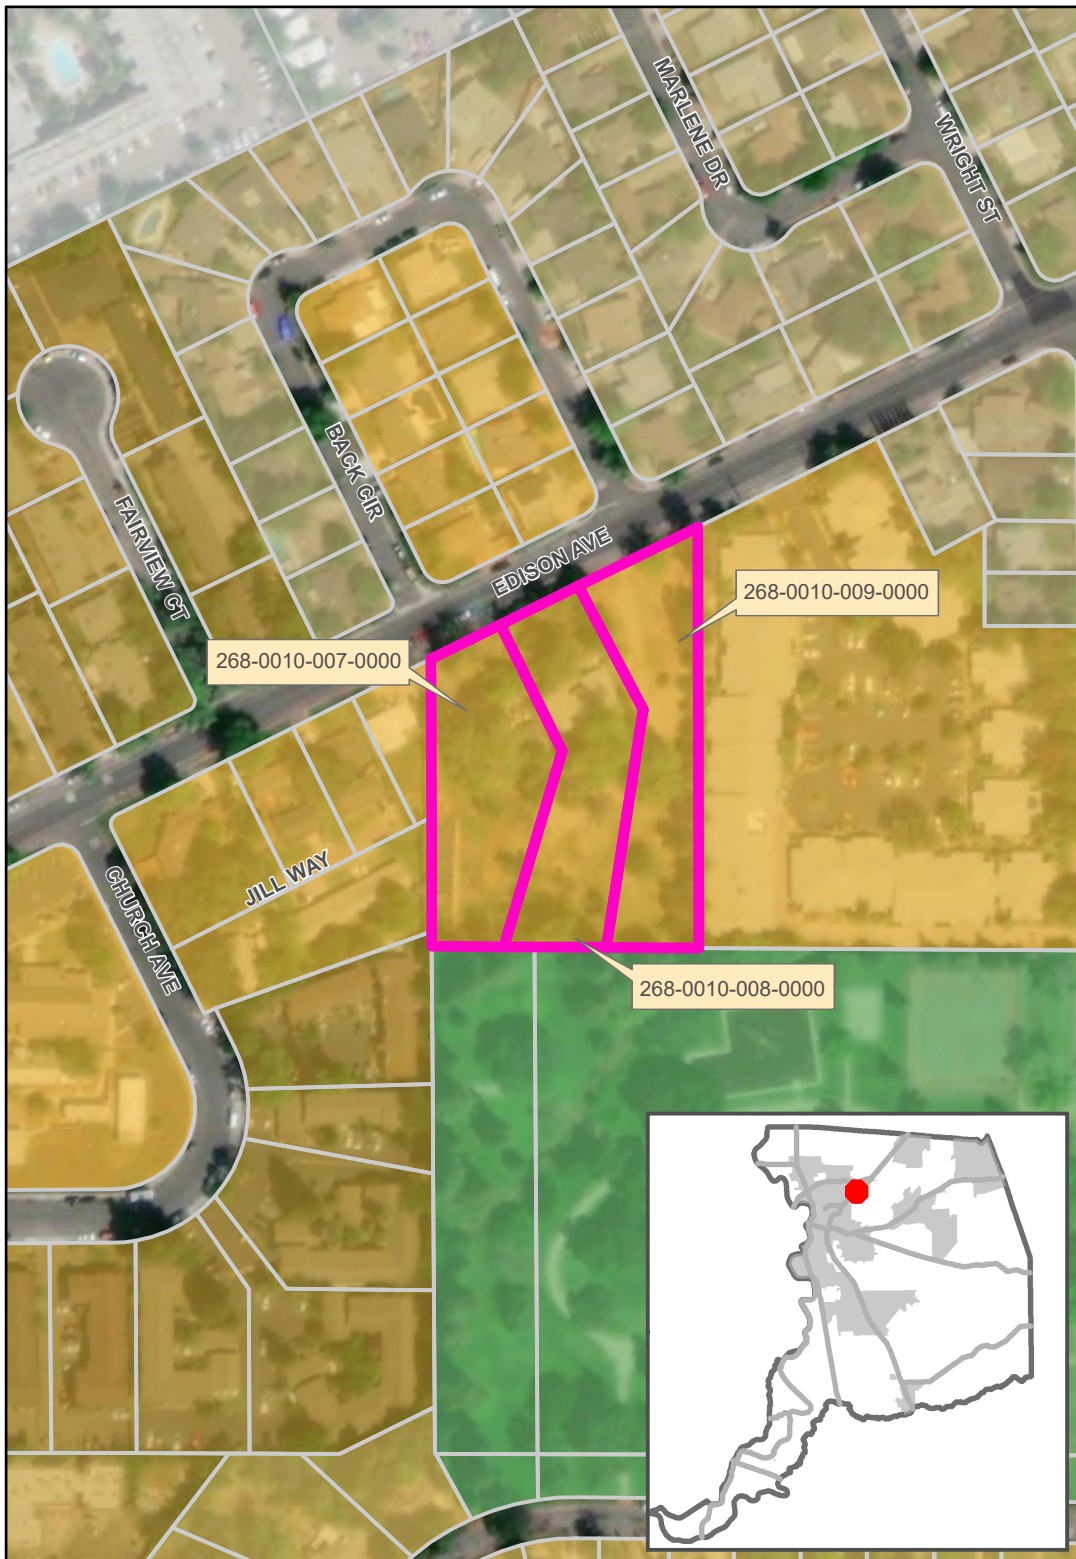 MARLENE DR
WRIGHT ST
BACK CIR
FAIRVIEW CT
EDISON AVE
268-0010-009-0000
268-0010-007-0000
JILL WAY
CHURCH AVE
268-0010-008-0000